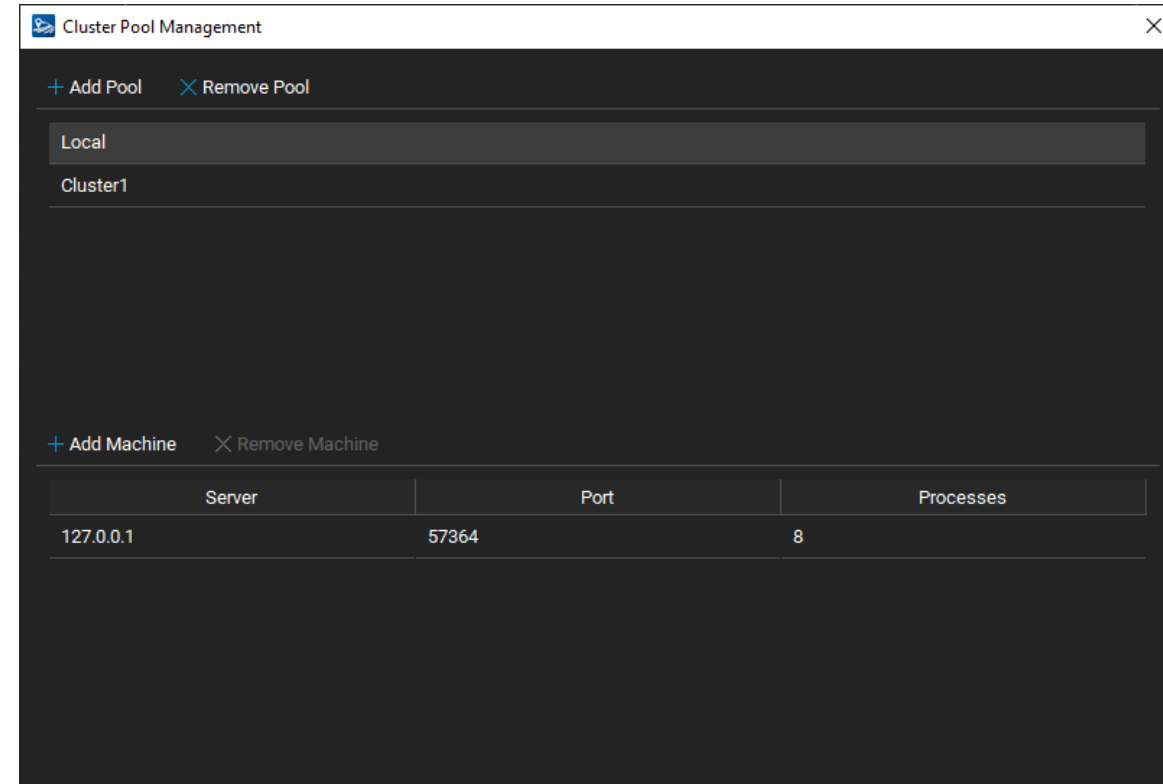 Cluster Pool Management
Add Pool Remove Pool
Local
Cluster1
Add Machine Remove Machine
Server Port Processes
127.0.0.1 57364 8